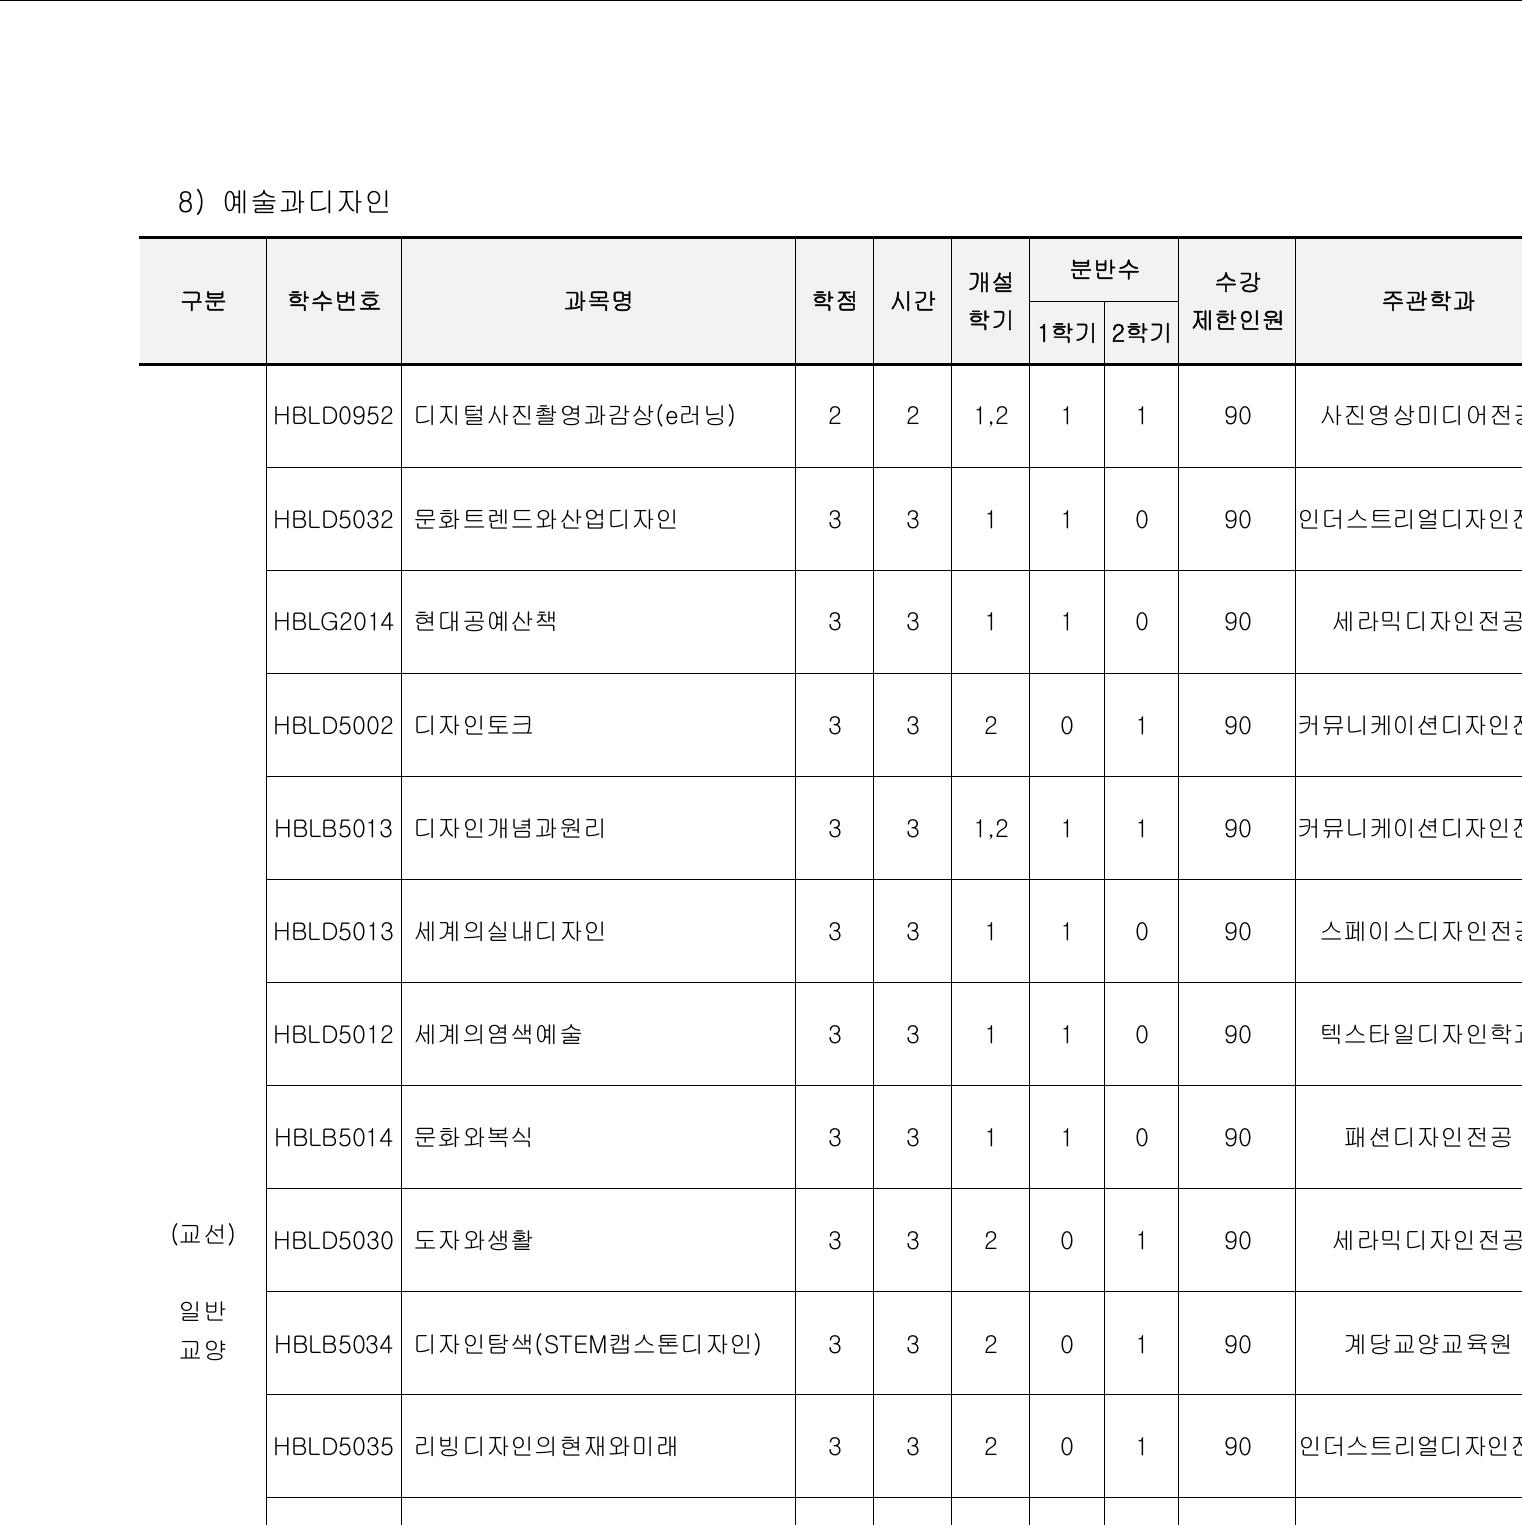 8) 예술과디자인
구분 학수번호 과목명 학점 시간 개설 학기 분반수 1학기 2학기 수강 제한인원 주관학과
HBLD0952 디지털사진촬영과감상(e러닝) 2 2 1,2 1 1 90 사진영상미디어전공
HBLD5032 문화트렌드와산업디자인 3 3 1 1 0 90 인더스트리얼디자인전
HBLG2014 현대공예산책 3 3 1 1 0 90 세라믹디자인전공
HBLD5002 디자인토크 3 3 2 0 1 90 커뮤니케이션디자인전
HBLB5013 디자인개념과원리 3 3 1,2 1 1 90 커뮤니케이션디자인전
HBLD5013 세계의실내디자인 3 3 1 1 0 90 스페이스디자인전공
HBLD5012 세계의염색예술 3 3 1 1 0 90 텍스타일디자인학과
HBLB5014 문화와복식 3 3 1 1 0 90 패션디자인전공
(교선)
HBLD5030 도자와생활 3 3 2 0 1 90 세라믹디자인전공
일반
교양
HBLB5034 디자인탐색(STEM캡스톤디자인) 3 3 2 0 1 90 계당교양교육원
HBLD5035 리빙디자인의현재와미래 3 3 2 0 1 90 인더스트리얼디자인전